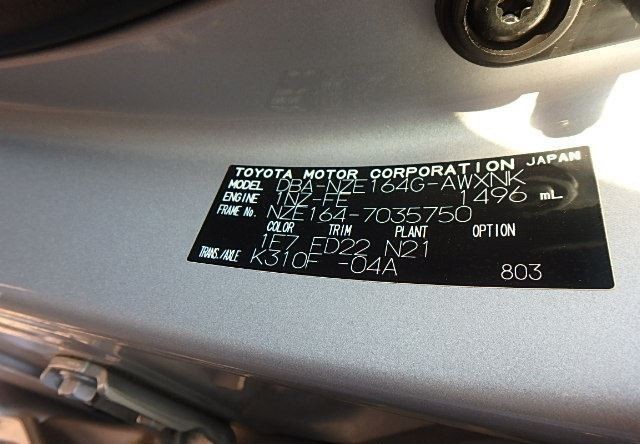 TOYOTA MOTOR CORPORATION JAPAN
MODEL DBA-NZE164G-AWXNK
ENGINE 1NZ-FE 1496 mL
FRAME No. NZE164-7035750
COLOR TRIM PLANT OPTION
1E7 FD22 N21
TRANS./AXLE K310F -04A
803